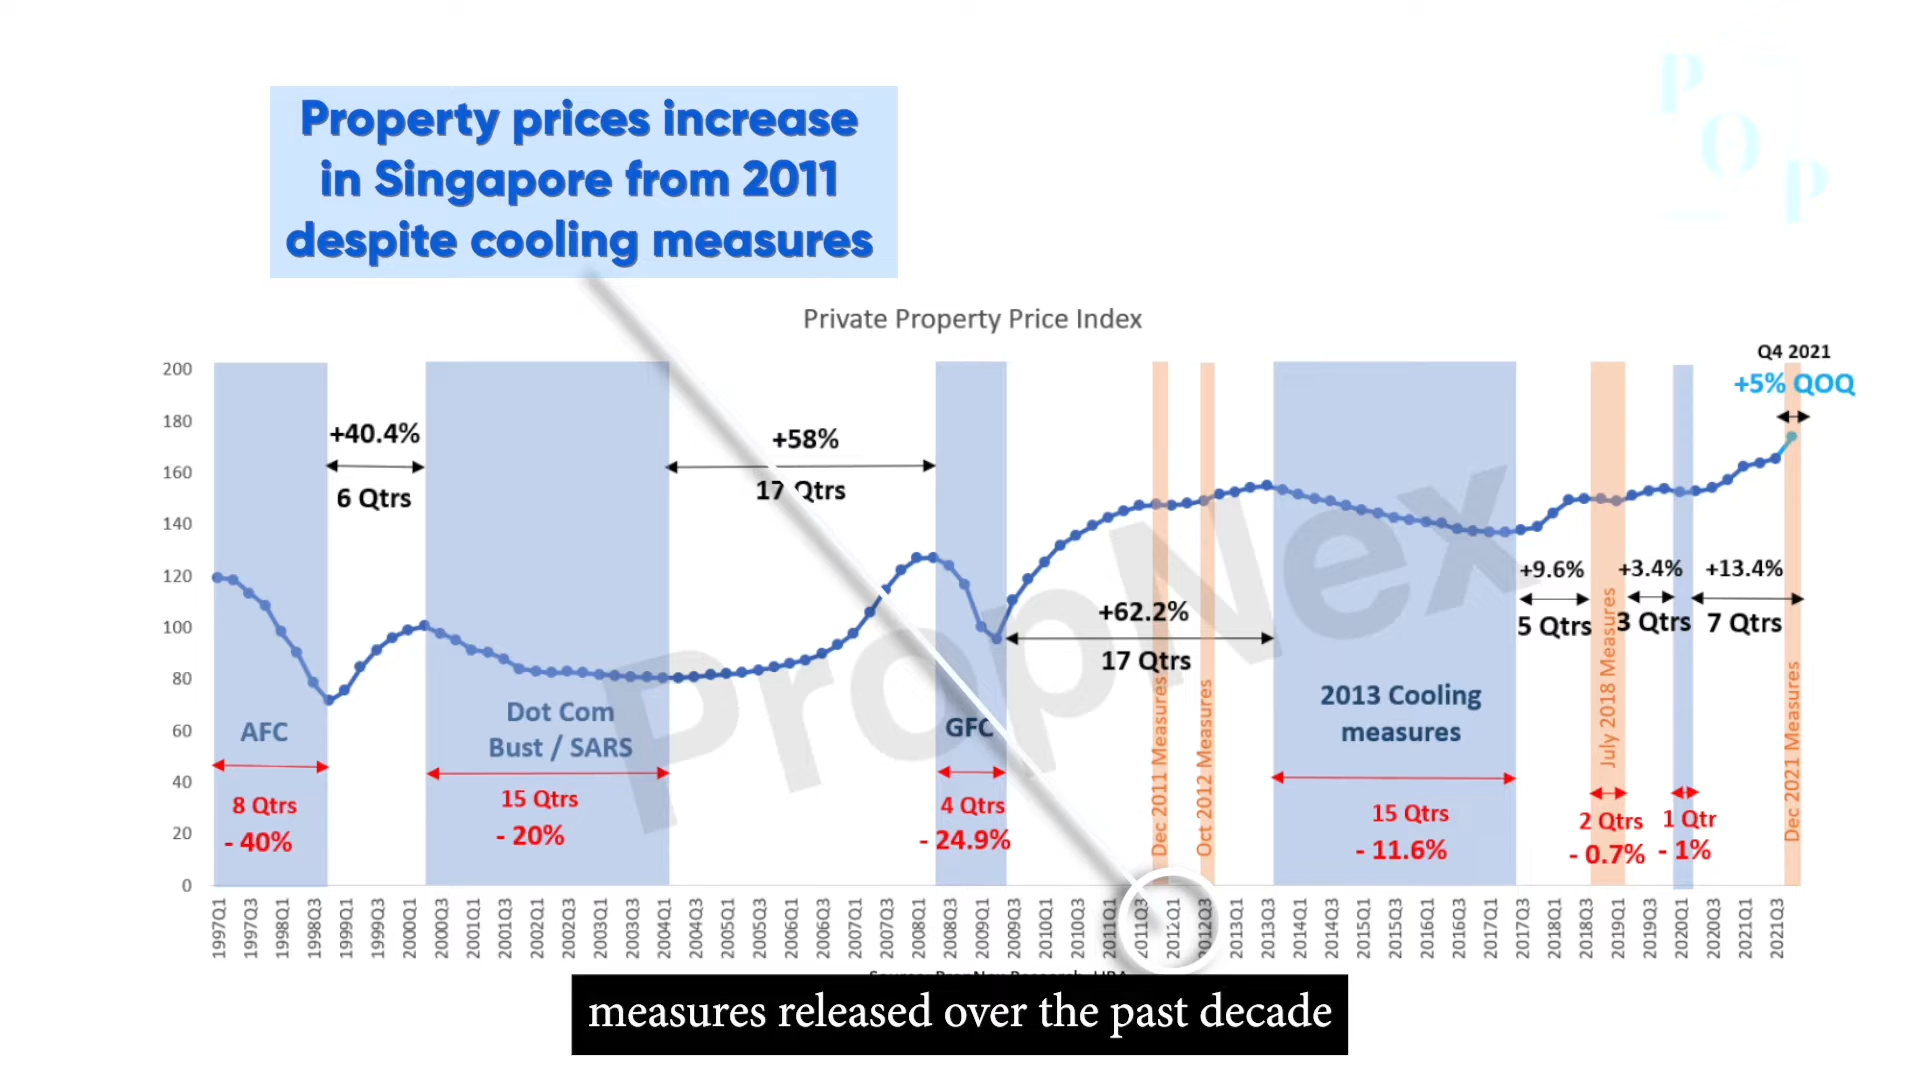 Property prices increase
in Singapore from 2011
despite cooling measures
P
O
P
Private Property Price Index
Q4 2021
+5% QOQ
200
180
160
140
120
100
80
60
40
20
0
+40.4%
6 Qtrs
+58%
17 Qtrs
+62.2%
17 Qtrs
+9.6%
5 Qtrs
+3.4%
3 Qtrs
+13.4%
7 Qtrs
PropNex
AFC
8 Qtrs
- 40%
Dot Com
Bust / SARS
15 Qtrs
- 20%
GFC
4 Qtrs
- 24.9%
Dec 2011 Measures
Oct 2012 Measures
2013 Cooling
measures
15 Qtrs
- 11.6%
July 2018 Measures
2 Qtrs
- 0.7%
1 Qtr
- 1%
Dec 2021 Measures
1997Q1
1997Q3
1998Q1
1998Q3
1999Q1
1999Q3
2000Q1
2000Q3
2001Q1
2001Q3
2002Q1
2002Q3
2003Q1
2003Q3
2004Q1
2004Q3
2005Q1
2005Q3
2006Q1
2006Q3
2007Q1
2007Q3
2008Q1
2008Q3
2009Q1
2009Q3
2010Q1
2010Q3
2011Q1
2011Q3
2012Q1
2012Q3
2013Q1
2013Q3
2014Q1
2014Q3
2015Q1
2015Q3
2016Q1
2016Q3
2017Q1
2017Q3
2018Q1
2018Q3
2019Q1
2019Q3
2020Q1
2020Q3
2021Q1
2021Q3
measures released over the past decade